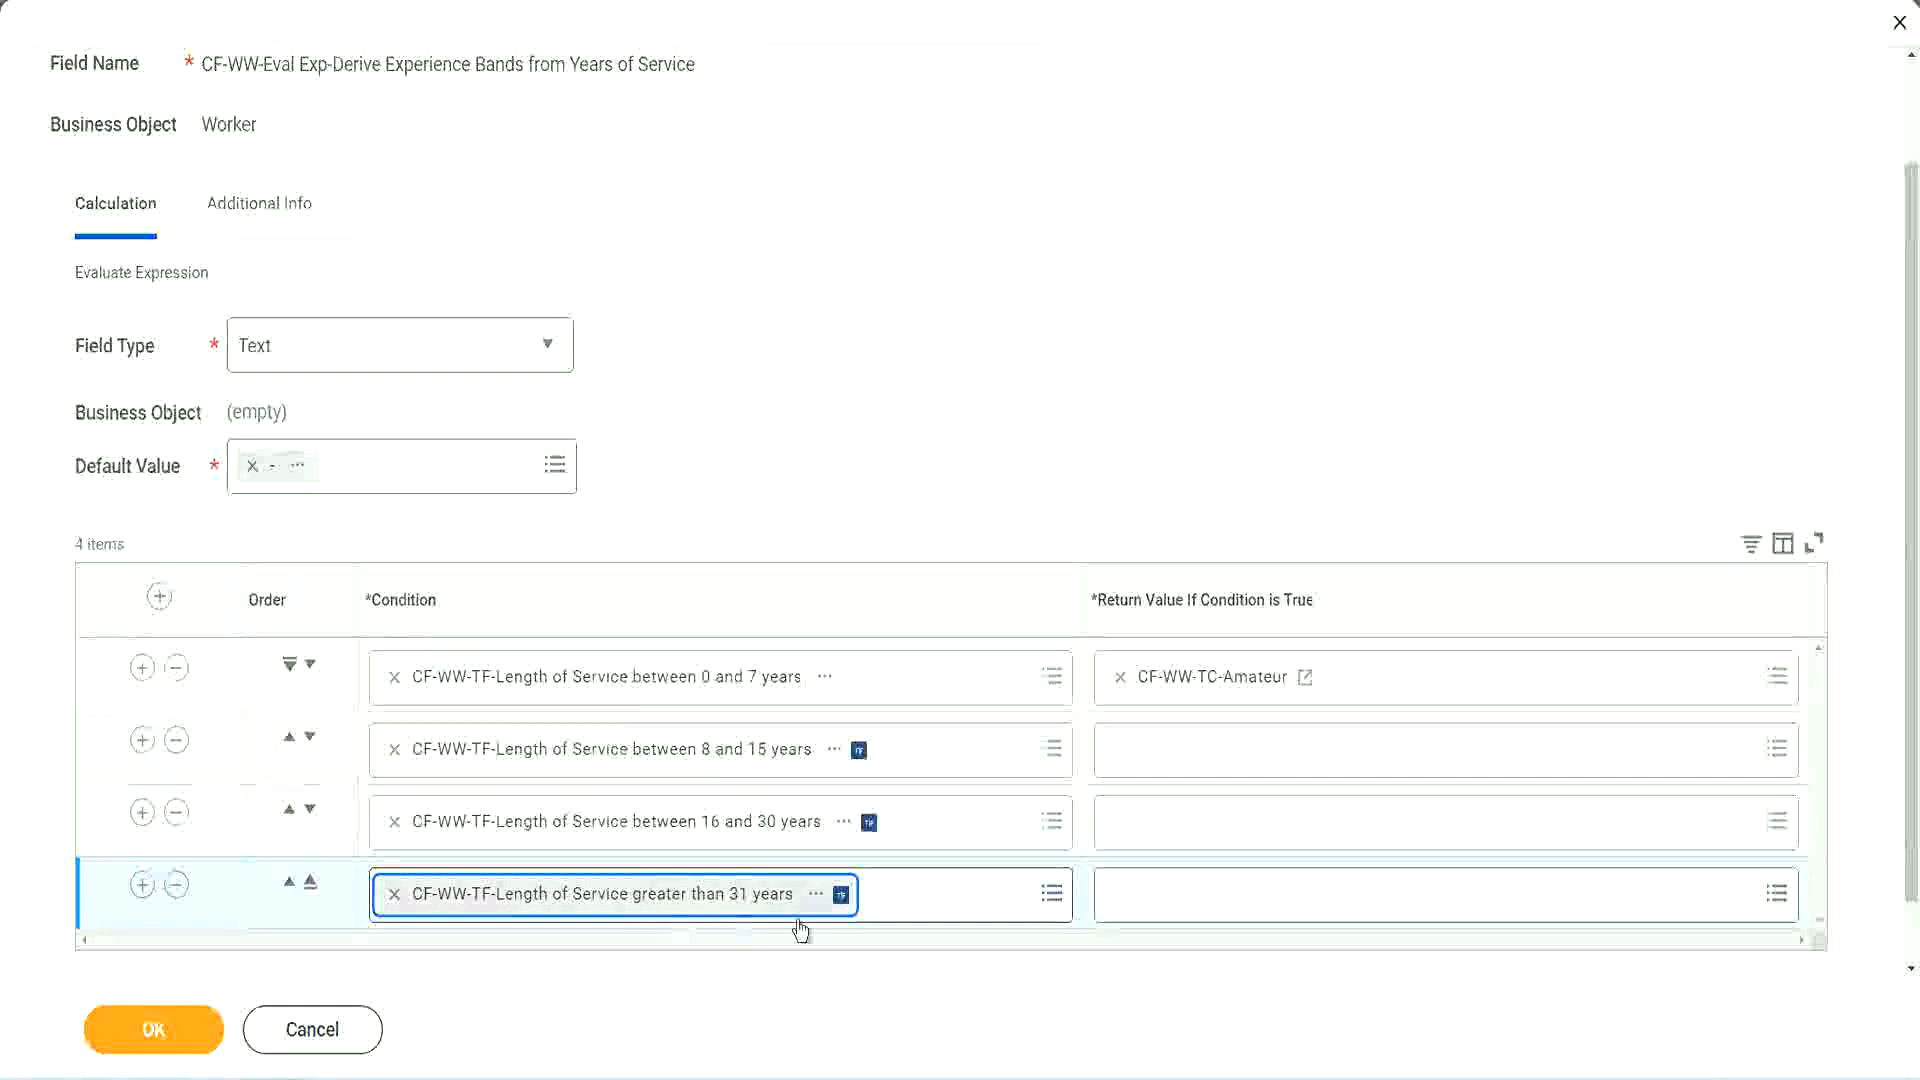 Field Name * CF-WW-Eval Exp-Derive Experience Bands from Years of Service
Business Object Worker
Calculation Additional Info
Evaluate Expression
Field Type * Text
Business Object (empty)
Default Value * -
4 items
Order *Condition *Return Value If Condition is True
CF-WW-TF-Length of Service between 0 and 7 years CF-WW-TC-Amateur
CF-WW-TF-Length of Service between 8 and 15 years
CF-WW-TF-Length of Service between 16 and 30 years
CF-WW-TF-Length of Service greater than 31 years
OK Cancel